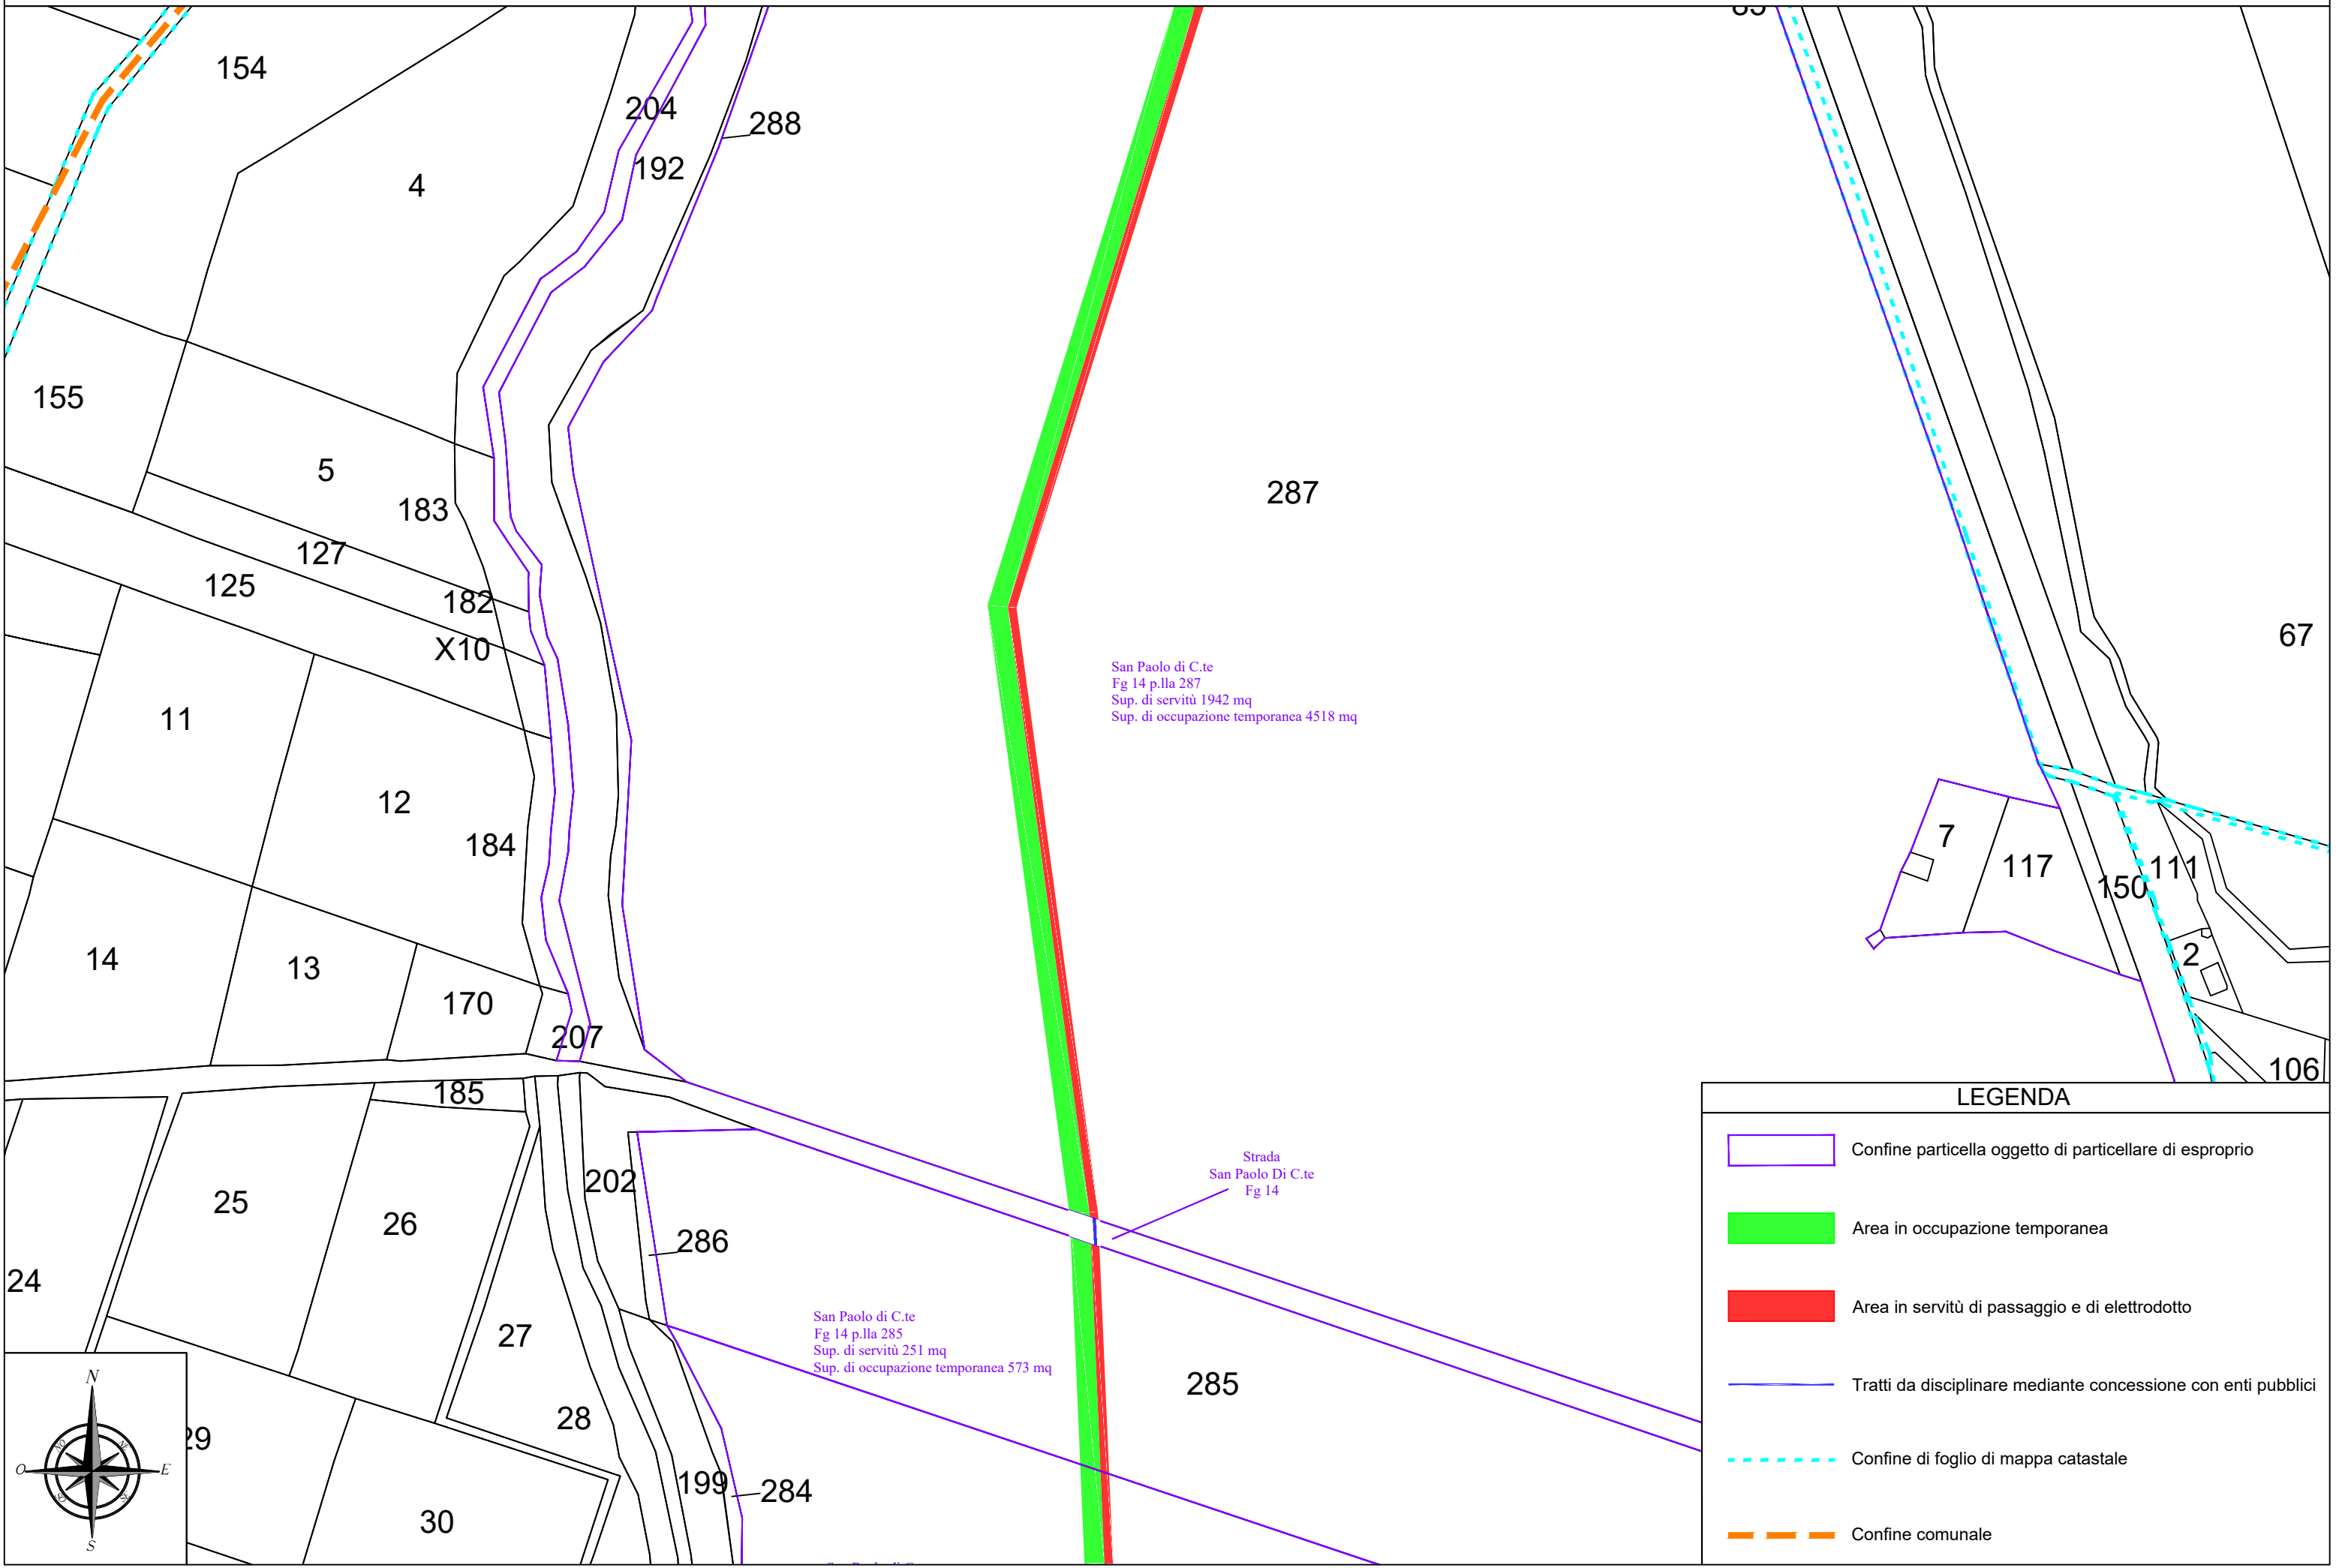 83
154
204
288
192
4
155
5
287
183
127
125
182
X10
67
San Paolo di C.te
Fg 14 p.lla 287
Sup. di servitù 1942 mq
Sup. di occupazione temporanea 4518 mq
11
12
184
7
117
150
111
14
13
170
2
207
106
185
LEGENDA
Confine particella oggetto di particellare di esproprio
Area in occupazione temporanea
Area in servitù di passaggio e di elettrodotto
Tratti da disciplinare mediante concessione con enti pubblici
Confine di foglio di mappa catastale
Confine comunale
Strada
San Paolo Di C.te
Fg 14
202
25
26
286
24
San Paolo di C.te
Fg 14 p.lla 285
Sup. di servitù 251 mq
Sup. di occupazione temporanea 573 mq
27
285
28
29
199
284
30
N
NO
NE
O
E
SO
SE
S